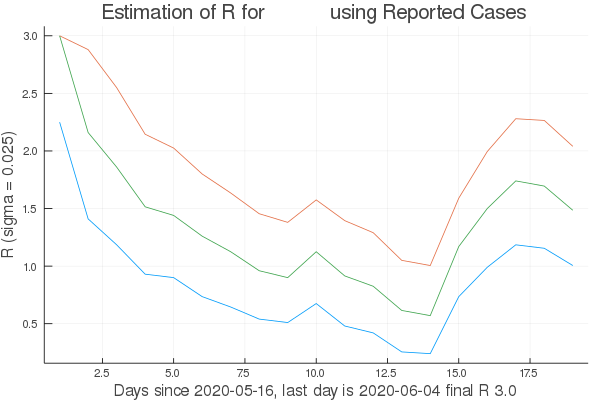 Estimation of R for using Reported Cases
R (sigma = 0.025)
3.0
2.5
2.0
1.5
1.0
0.5
2.5 5.0 7.5 10.0 12.5 15.0 17.5
Days since 2020-05-16, last day is 2020-06-04 final R 3.0